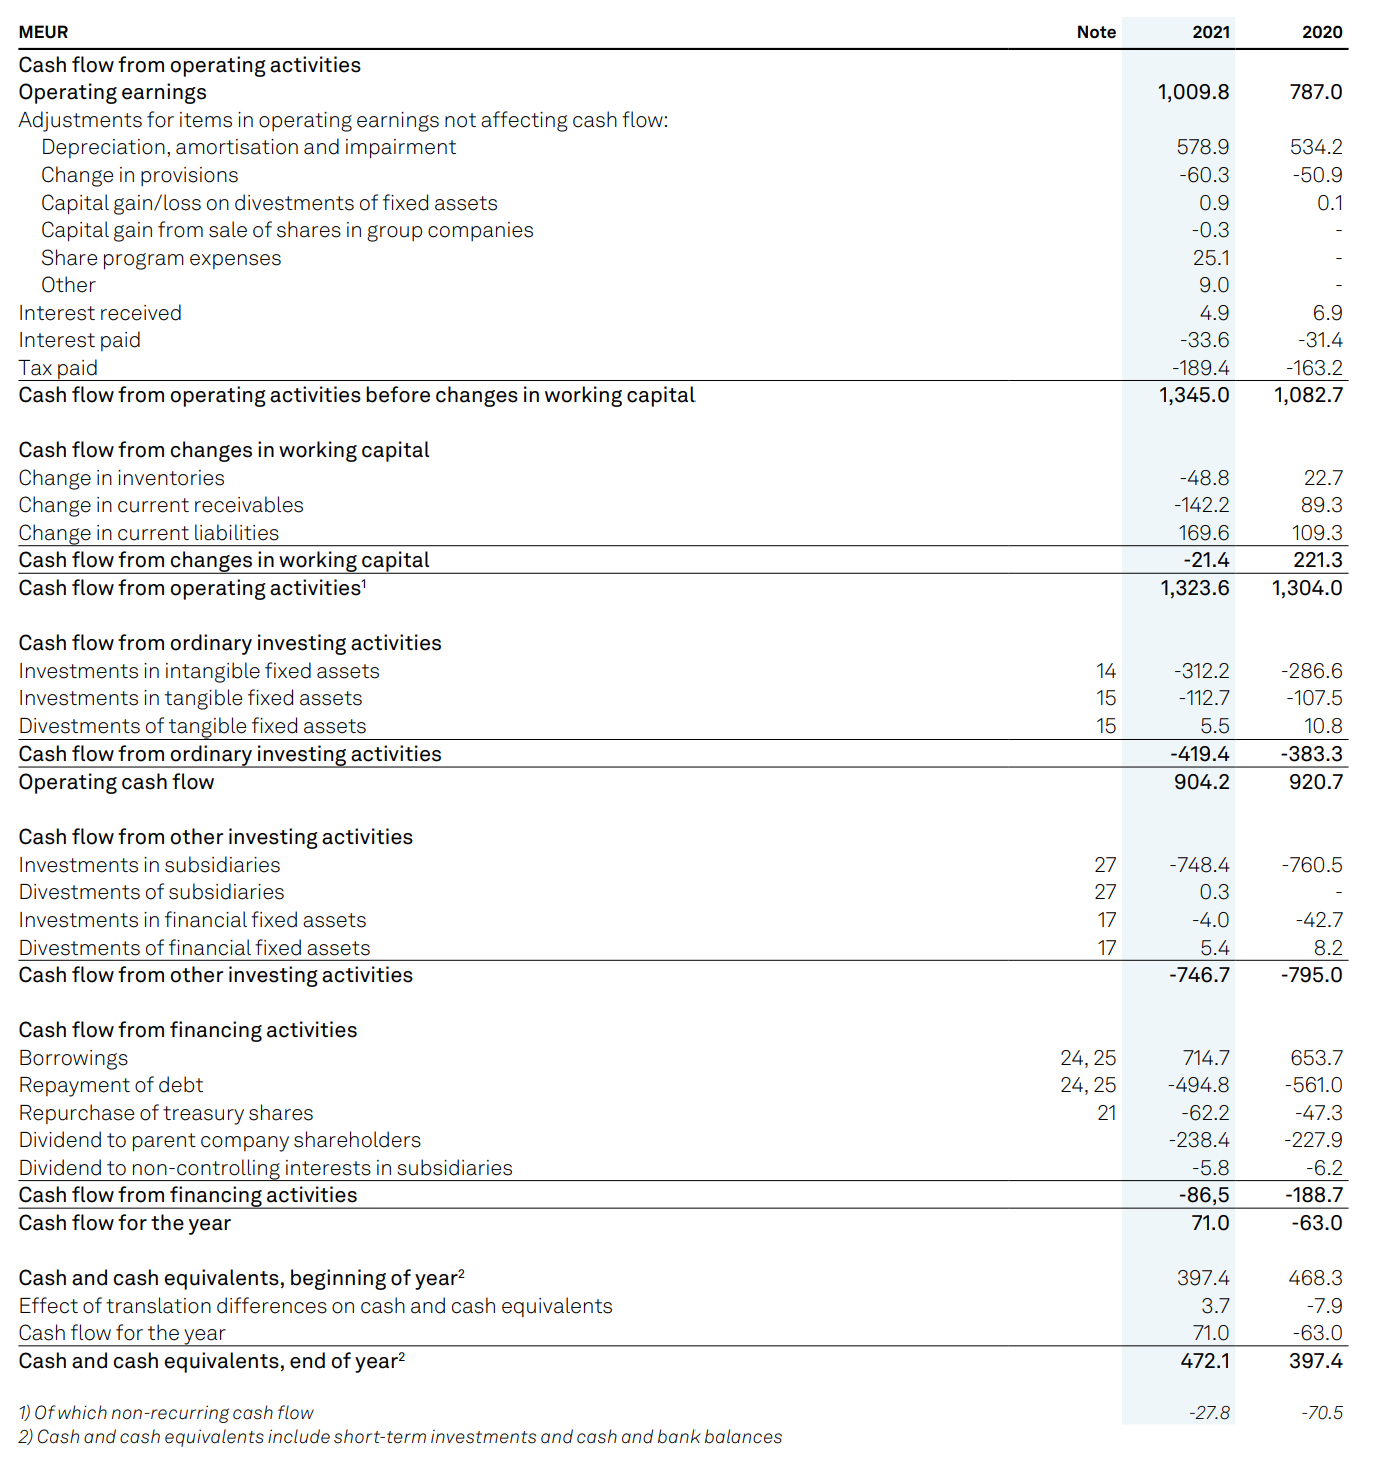 MEUR Note 2021 2020
Cash flow from operating activities
Operating earnings 1,009.8 787.0
Adjustments for items in operating earnings not affecting cash flow:
Depreciation, amortisation and impairment 578.9 534.2
Change in provisions -60.3 -50.9
Capital gain/loss on divestments of fixed assets 0.9 0.1
Capital gain from sale of shares in group companies -0.3 -
Share program expenses 25.1 -
Other 9.0 -
Interest received 4.9 6.9
Interest paid -33.6 -31.4
Tax paid -189.4 -163.2
Cash flow from operating activities before changes in working capital 1,345.0 1,082.7
Cash flow from changes in working capital
Change in inventories -48.8 22.7
Change in current receivables -142.2 89.3
Change in current liabilities 169.6 109.3
Cash flow from changes in working capital -21.4 221.3
Cash flow from operating activities¹ 1,323.6 1,304.0
Cash flow from ordinary investing activities
Investments in intangible fixed assets 14 -312.2 -286.6
Investments in tangible fixed assets 15 -112.7 -107.5
Divestments of tangible fixed assets 15 5.5 10.8
Cash flow from ordinary investing activities -419.4 -383.3
Operating cash flow 904.2 920.7
Cash flow from other investing activities
Investments in subsidiaries 27 -748.4 -760.5
Divestments of subsidiaries 27 0.3 -
Investments in financial fixed assets 17 -4.0 -42.7
Divestments of financial fixed assets 17 5.4 8.2
Cash flow from other investing activities -746.7 -795.0
Cash flow from financing activities
Borrowings 24, 25 714.7 653.7
Repayment of debt 24, 25 -494.8 -561.0
Repurchase of treasury shares 21 -62.2 -47.3
Dividend to parent company shareholders -238.4 -227.9
Dividend to non-controlling interests in subsidiaries -5.8 -6.2
Cash flow from financing activities -86,5 -188.7
Cash flow for the year 71.0 -63.0
Cash and cash equivalents, beginning of year² 397.4 468.3
Effect of translation differences on cash and cash equivalents 3.7 -7.9
Cash flow for the year 71.0 -63.0
Cash and cash equivalents, end of year² 472.1 397.4
1) Of which non-recurring cash flow -27.8 -70.5
2) Cash and cash equivalents include short-term investments and cash and bank balances